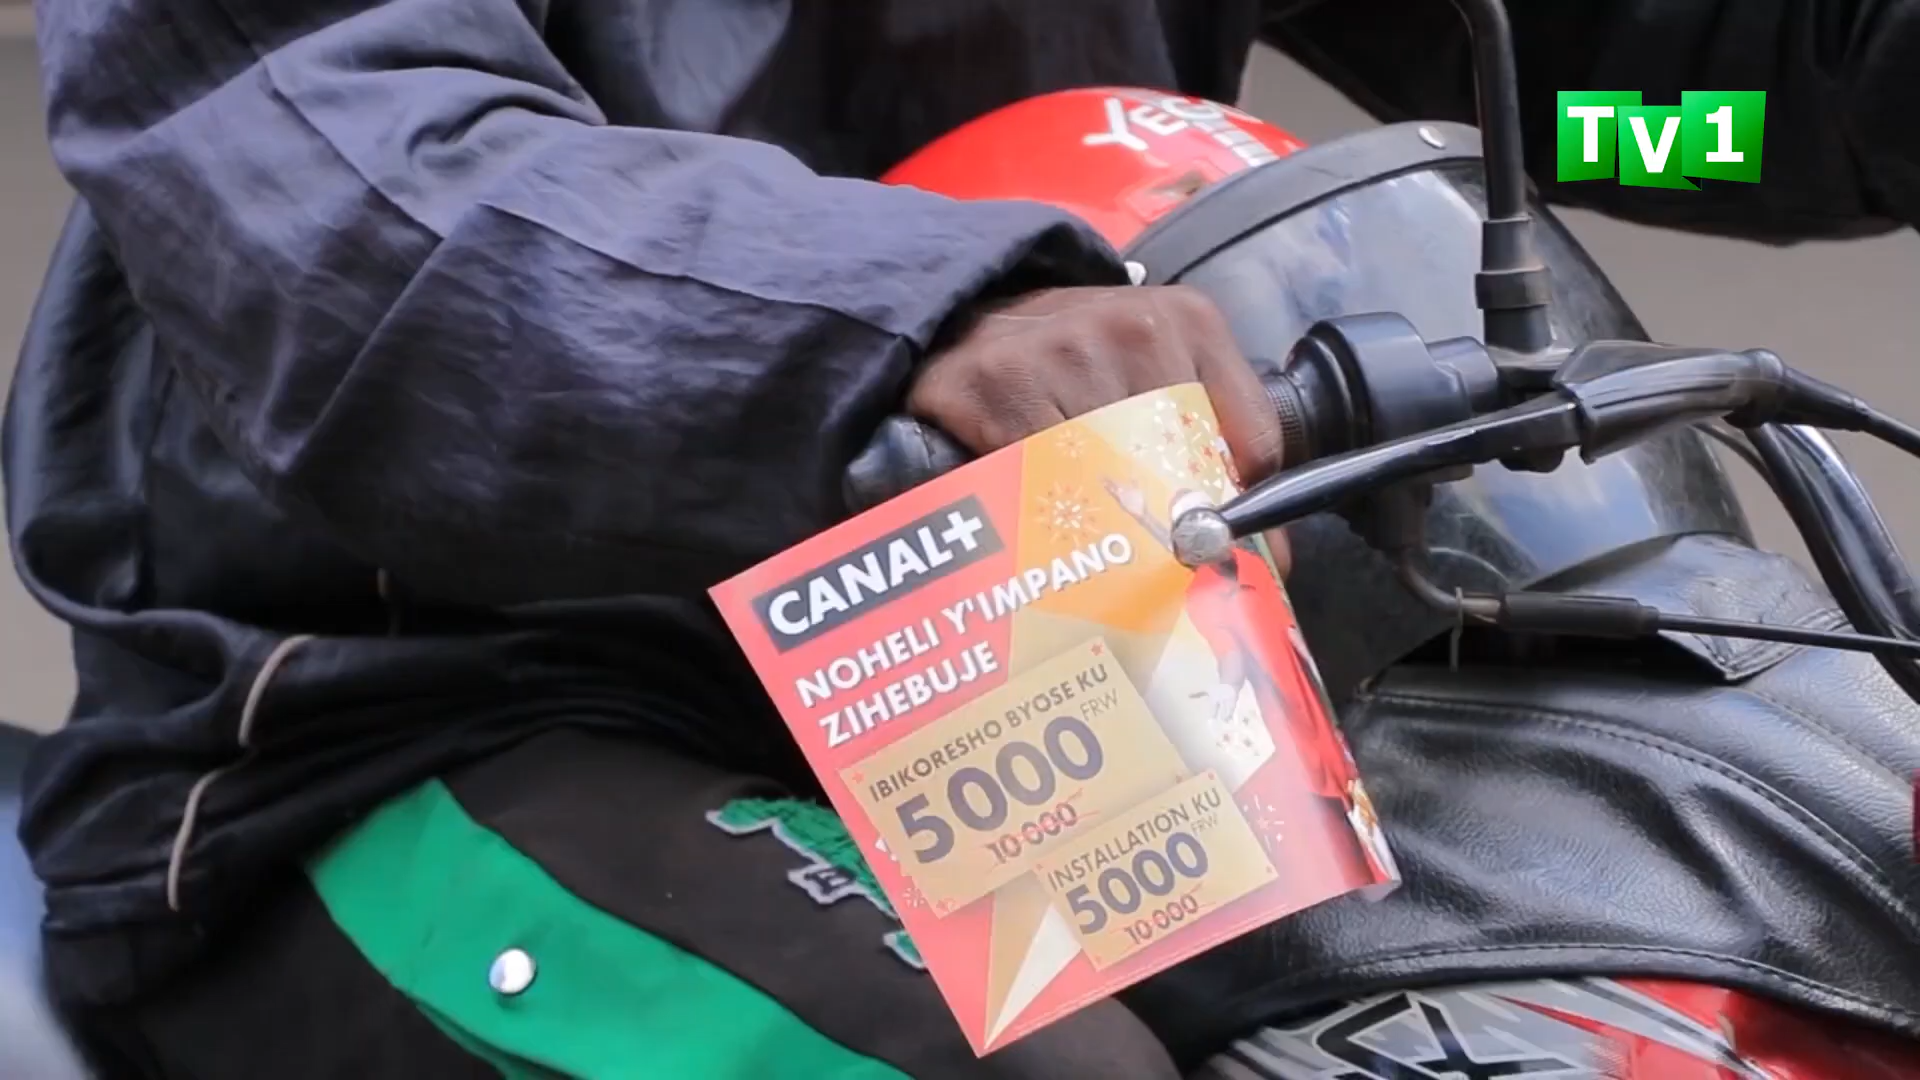 TV1
CANAL+
NOHELI Y'IMPANO
ZIHEBUJE
IBIKORESHO BYOSE KU
5000 FRW
10 000
INSTALLATION KU
5000 FRW
10 000